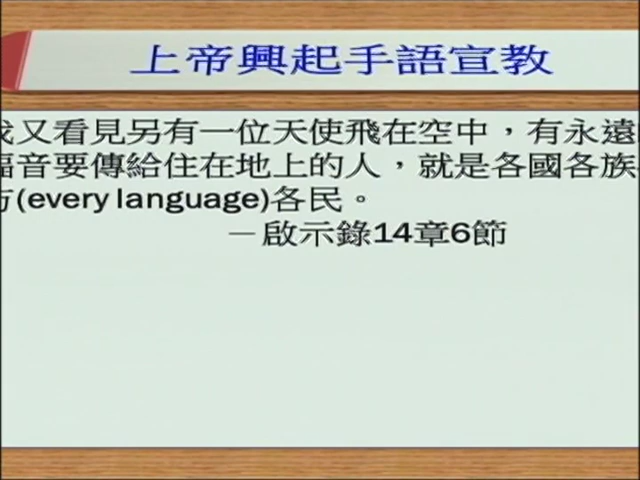 上帝興起手語宣教
我又看見另有一位天使飛在空中，有永遠
福音要傳給住在地上的人，就是各國各族
方(every language)各民。
－啟示錄14章6節